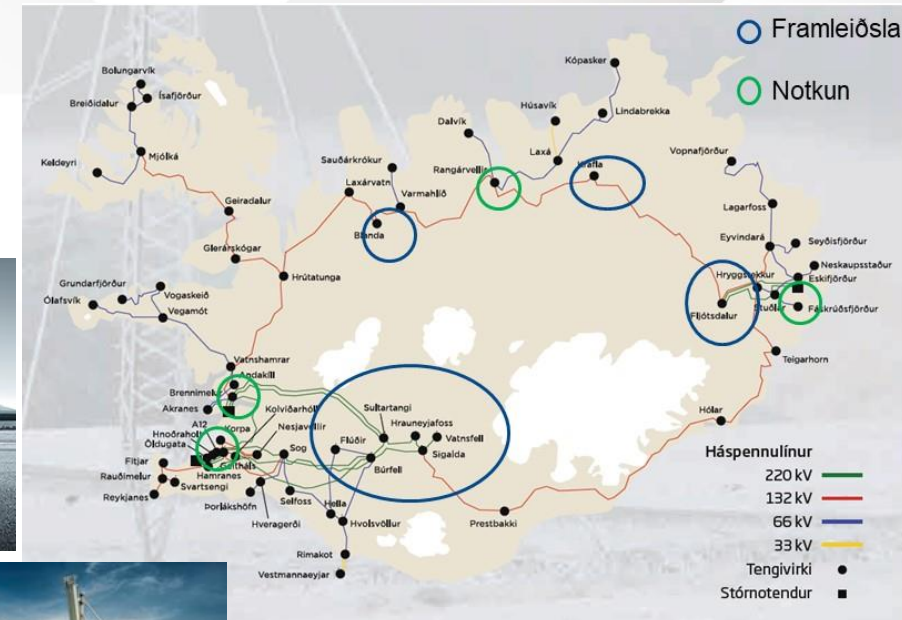 Framleiðsla
Notkun
Kópasker
Bolungarvík
Ísafjörður
Breiðidalur
Húsavík
Lindabrekka
Dalvík
Mjólká
Keldeyri
Laxá
Vopnafjörður
Sauðárkrókur
Rangárvellir
Krafla
Laxárvatn
Varmahlíð
Geiradalur
Lagarfoss
Blanda
Glerárskógar
Eyvindará
Seyðisfjörður
Neskaupsstaður
Hryggstekkur
Eskifjörður
Hrútatunga
Grundarfjörður
Vogaskeið
Ólafsvík
Vegamót
Fljótsdalur
Stuðlar
Fáskrúðsfjörður
Teigarhorn
Vatnshamrar
Andakíll
Brennimelur
Akranes
Kolviðarhóll
Sultartangi
Hrauneyjafoss
Hólar
A12
Korpa
Nesjavellir
Hnoðraholt
Öldugata
Sog
Flúðir
Vatnsfell
Sigalda
Geitháls
Búrfell
Fitjar
Hamranes
Rauðimelur
Svartsengi
Reykjanes
Þorlákshöfn
Selfoss
Hella
Hveragerði
Hvolsvöllur
Prestbakki
Rimakot
Vestmannaeyjar
Háspennulínur
220 kV
132 kV
66 kV
33 kV
Tengivirki
Stórnotendur